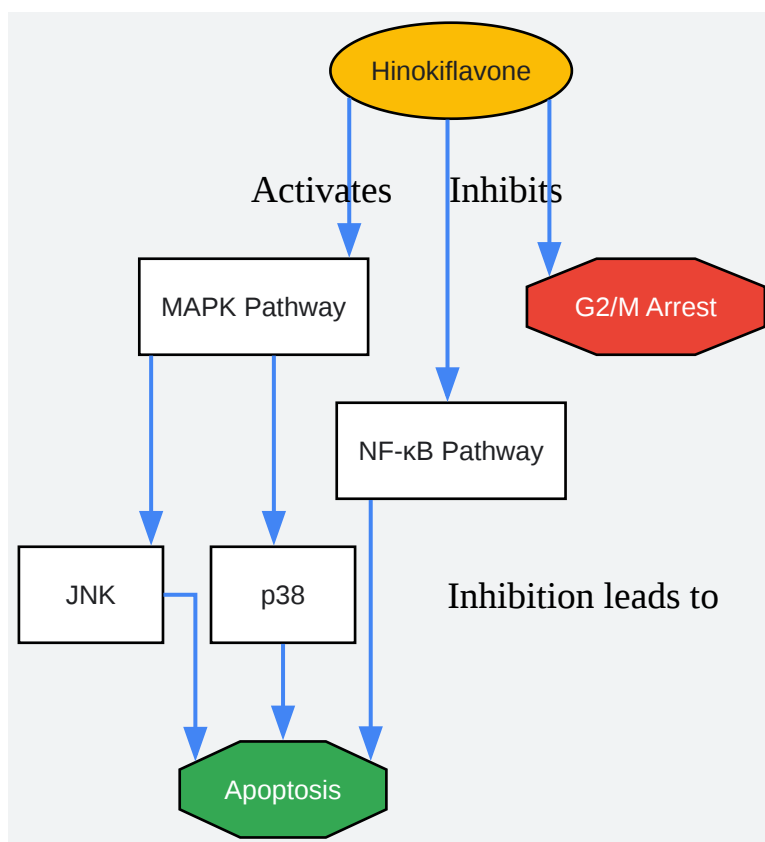 Hinokiflavone
Activates
Inhibits
MAPK Pathway
G2/M Arrest
NF-κB Pathway
JNK
p38
Inhibition leads to
Apoptosis